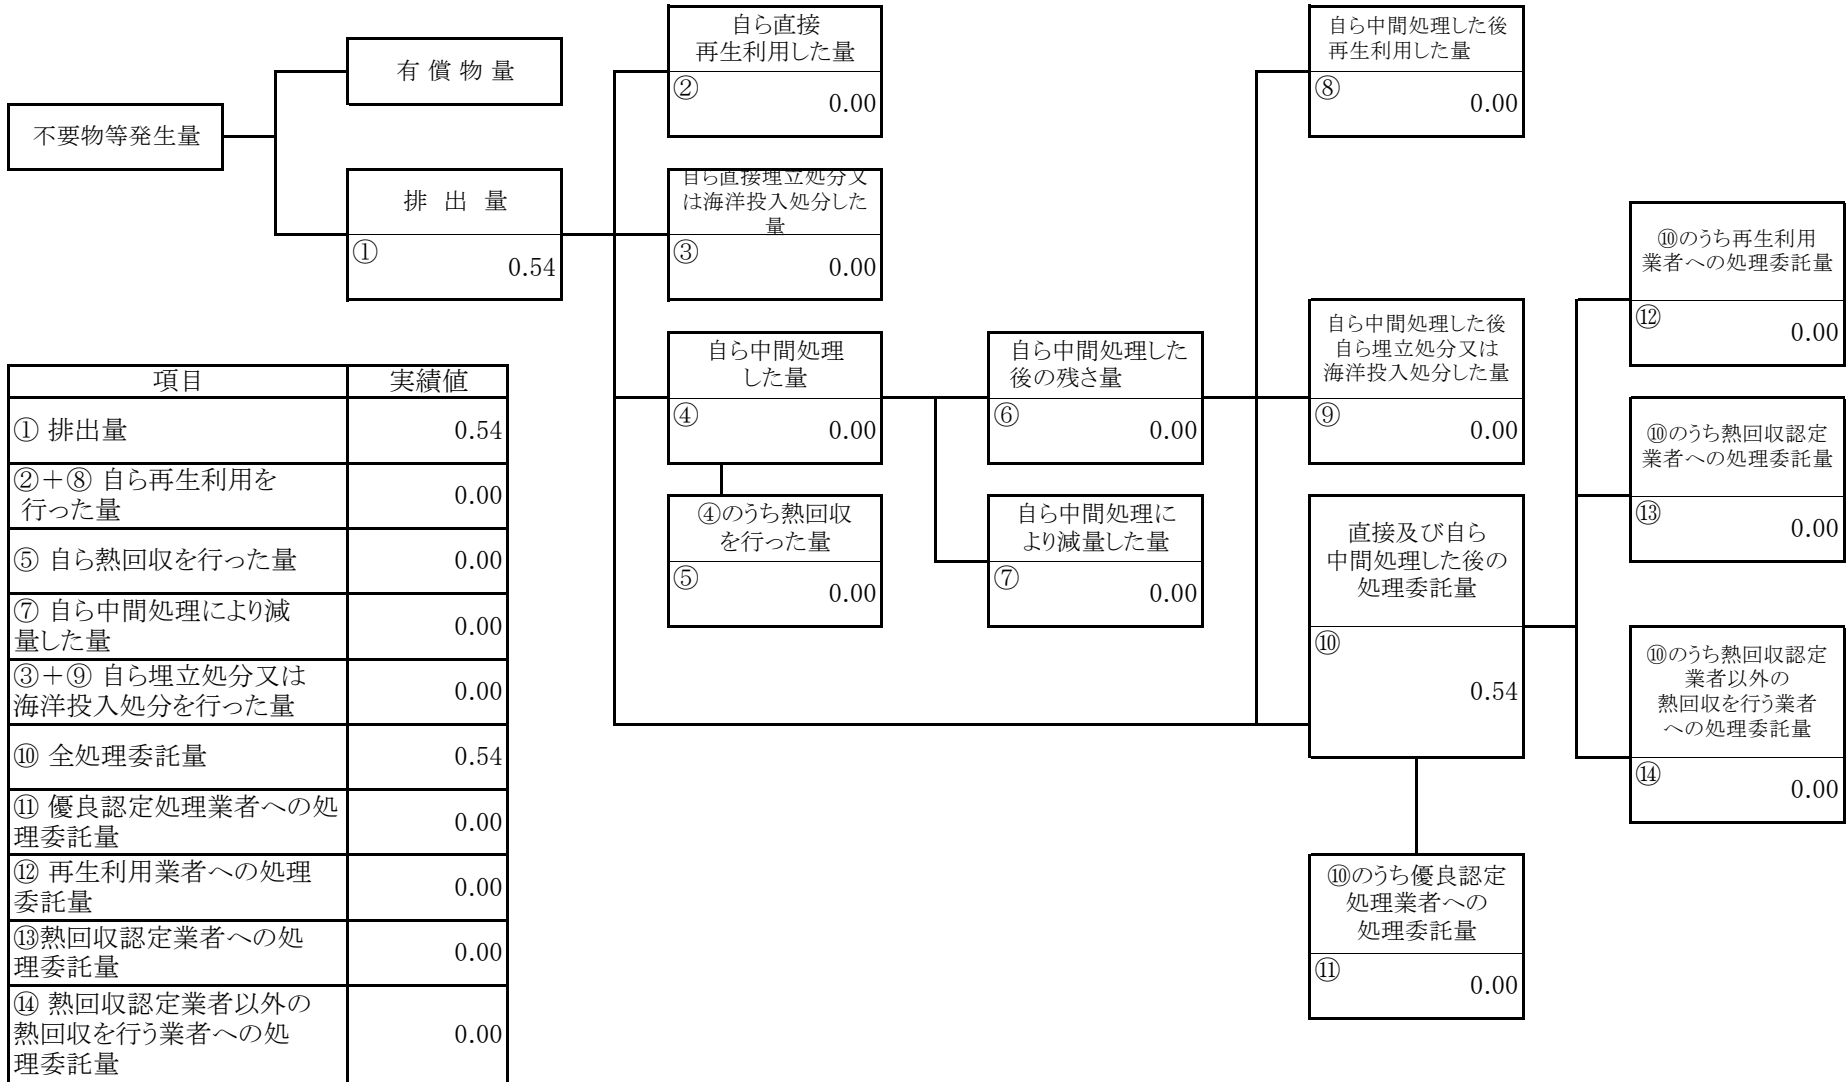 不要物等発生量
有 償 物 量
排 出 量
①
0.54
自ら直接
再生利用した量
②
0.00
自ら直接埋立処分又
は海洋投入処分した
量
③
0.00
自ら中間処理
した量
④
0.00
④のうち熱回収
を行った量
⑤
0.00
自ら中間処理した
後の残さ量
⑥
0.00
自ら中間処理に
より減量した量
⑦
0.00
自ら中間処理した後
再生利用した量
⑧
0.00
自ら中間処理した後
自ら埋立処分又は
海洋投入処分した量
⑨
0.00
直接及び自ら
中間処理した後の
処理委託量
⑩
0.54
⑩のうち優良認定
処理業者への
処理委託量
⑪
0.00
⑩のうち再生利用
業者への処理委託量
⑫
0.00
⑩のうち熱回収認定
業者への処理委託量
⑬
0.00
⑩のうち熱回収認定
業者以外の
熱回収を行う業者
への処理委託量
⑭
0.00
項目 実績値
① 排出量 0.54
②+⑧ 自ら再生利用を
行った量 0.00
⑤ 自ら熱回収を行った量 0.00
⑦ 自ら中間処理により減
量した量 0.00
③+⑨ 自ら埋立処分又は
海洋投入処分を行った量 0.00
⑩ 全処理委託量 0.54
⑪ 優良認定処理業者への処
理委託量 0.00
⑫ 再生利用業者への処理
委託量 0.00
⑬熱回収認定業者への処
理委託量 0.00
⑭ 熱回収認定業者以外の
熱回収を行う業者への処
理委託量 0.00